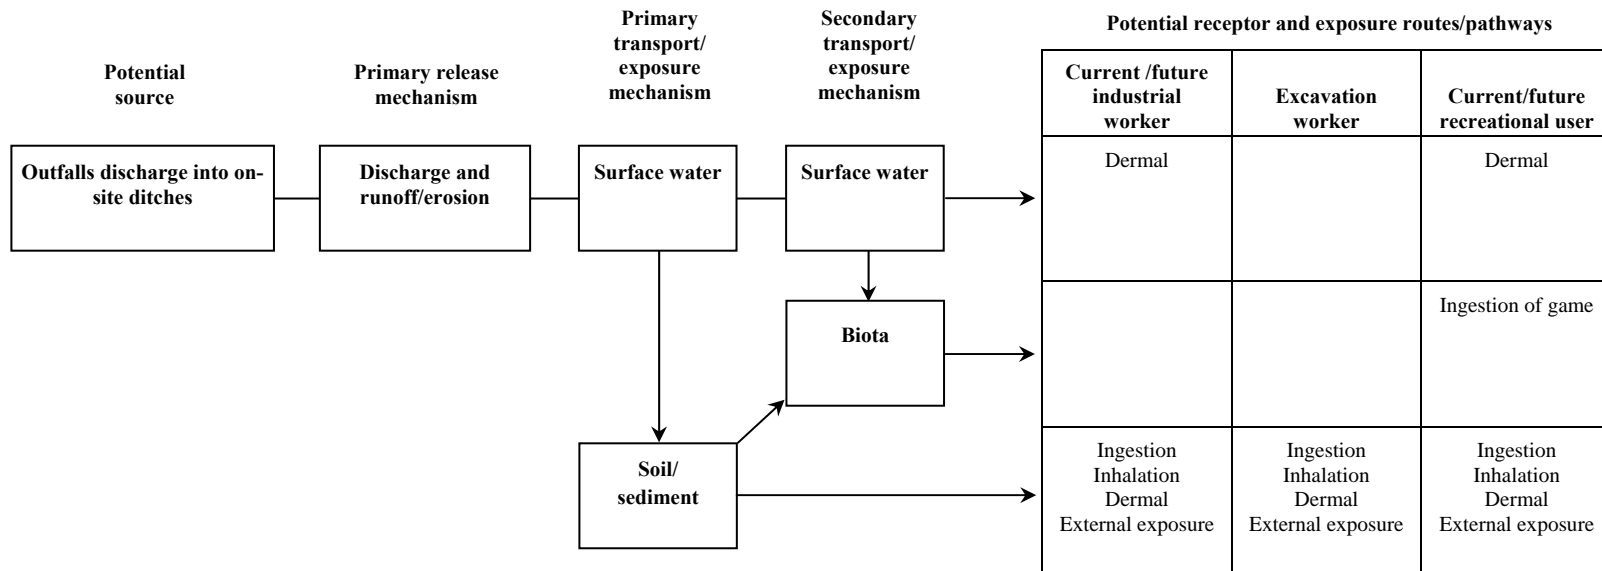 Potential
source
Primary release
mechanism
Primary
transport/
exposure
mechanism
Secondary
transport/
exposure
mechanism
Potential receptor and exposure routes/pathways
Current /future
industrial
worker
Excavation
worker
Current/future
recreational user
Outfalls discharge into on-
site ditches
Discharge and
runoff/erosion
Surface water
Surface water
Dermal
Dermal
Biota
Ingestion of game
Soil/
sediment
Ingestion
Inhalation
Dermal
External exposure
Ingestion
Inhalation
Dermal
External exposure
Ingestion
Inhalation
Dermal
External exposure